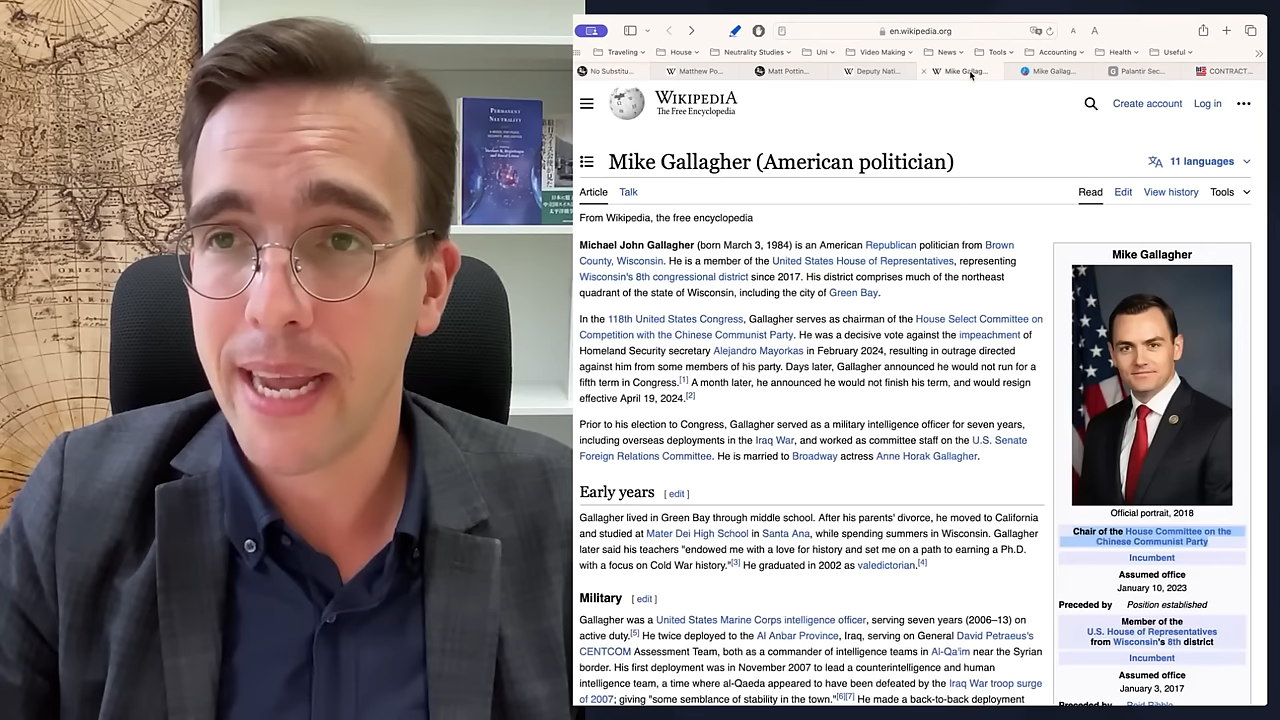 PERMANENT
NEUTRALITY
en.wikipedia.org
A
A
Traveling
House
Neutrality Studies
Uni
Video Making
News
Tools
Accounting
Health
Useful
No Substitu...
Matthew Po...
Matt Pottin...
Deputy Nati...
Mike Gallag...
Mike Gallag...
Palantir Sec...
CONTRACT...
WIKIPEDIA
The Free Encyclopedia
Create account
Log in
Mike Gallagher (American politician)
11 languages
Article
Talk
Read
Edit
View history
Tools
From Wikipedia, the free encyclopedia
Michael John Gallagher (born March 3, 1984) is an American Republican politician from Brown
County, Wisconsin. He is a member of the United States House of Representatives, representing
Wisconsin's 8th congressional district since 2017. His district comprises much of the northeast
quadrant of the state of Wisconsin, including the city of Green Bay.
In the 118th United States Congress, Gallagher serves as chairman of the House Select Committee on
Competition with the Chinese Communist Party. He was a decisive vote against the impeachment of
Homeland Security secretary Alejandro Mayorkas in February 2024, resulting in outrage directed
against him from some members of his party. Days later, Gallagher announced he would not run for a
fifth term in Congress.[1] A month later, he announced he would not finish his term, and would resign
effective April 19, 2024.[2]
Prior to his election to Congress, Gallagher served as a military intelligence officer for seven years,
including overseas deployments in the Iraq War, and worked as committee staff on the U.S. Senate
Foreign Relations Committee. He is married to Broadway actress Anne Horak Gallagher.
Early years [ edit ]
Gallagher lived in Green Bay through middle school. After his parents' divorce, he moved to California
and studied at Mater Dei High School in Santa Ana, while spending summers in Wisconsin. Gallagher
later said his teachers "endowed me with a love for history and set me on a path to earning a Ph.D.
with a focus on Cold War history."[3] He graduated in 2002 as valedictorian.[4]
Military [ edit ]
Gallagher was a United States Marine Corps intelligence officer, serving seven years (2006–13) on
active duty.[5] He twice deployed to the Al Anbar Province, Iraq, serving on General David Petraeus's
CENTCOM Assessment Team, both as a commander of intelligence teams in Al-Qa'im near the Syrian
border. His first deployment was in November 2007 to lead a counterintelligence and human
intelligence team, a time where al-Qaeda appeared to have been defeated by the Iraq War troop surge
of 2007; giving "some semblance of stability in the town."[6][7] He made a back-to-back deployment
Mike Gallagher
Official portrait, 2018
Chair of the House Committee on the
Chinese Communist Party
Incumbent
Assumed office
January 10, 2023
Preceded by Position established
Member of the
U.S. House of Representatives
from Wisconsin's 8th district
Incumbent
Assumed office
January 3, 2017
Preceded by Reid Ribble